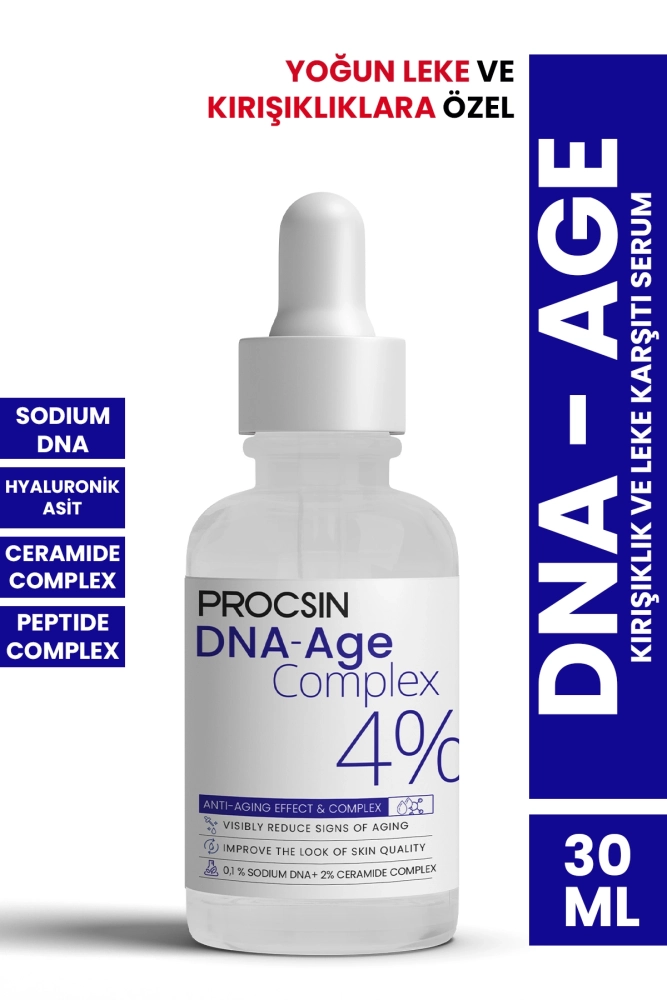 YOĞUN LEKE VE
KIRIŞIKLIKLARA ÖZEL
DNA - AGE
KIRIŞIKLIK VE LEKE KARŞITI SERUM
SODIUM
DNA
HYALURONİK
ASİT
CERAMIDE
COMPLEX
PEPTIDE
COMPLEX
PROCSIN
DNA-Age
Complex
4%
ANTI-AGING EFFECT & COMPLEX
VISIBLY REDUCE SIGNS OF AGING
IMPROVE THE LOOK OF SKIN QUALITY
0,1 % SODIUM DNA+ 2% CERAMIDE COMPLEX
30
ML